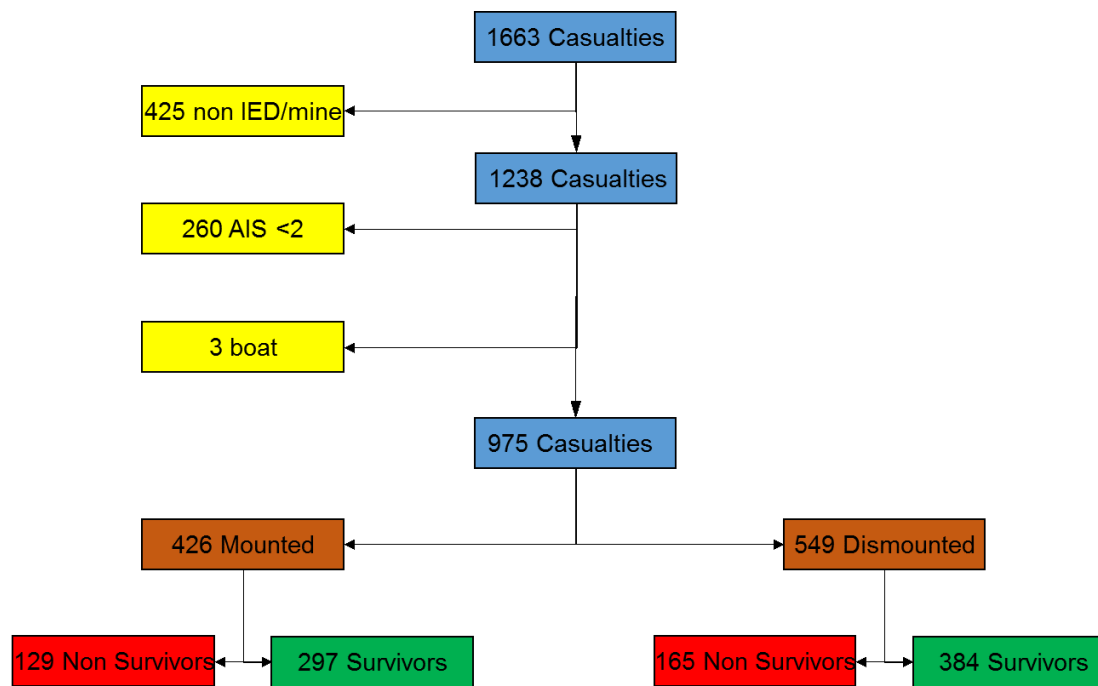 1663 Casualties
425 non IED/mine
1238 Casualties
260 AIS <2
3 boat
975 Casualties
426 Mounted
549 Dismounted
129 Non Survivors
297 Survivors
165 Non Survivors
384 Survivors